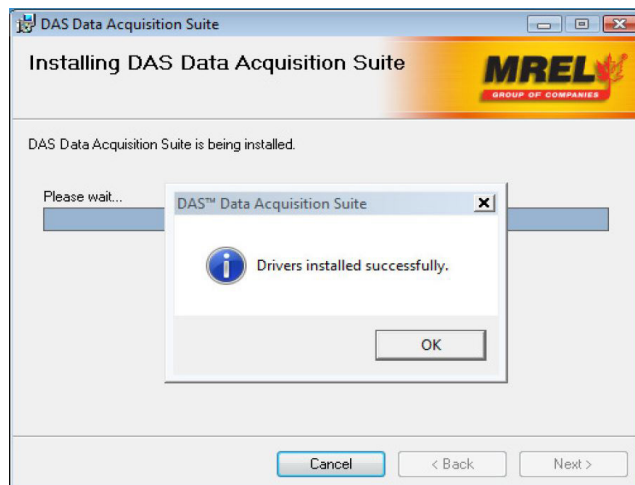 DAS Data Acquisition Suite
Installing DAS Data Acquisition Suite
MREL
GROUP OF COMPANIES
DAS Data Acquisition Suite is being installed.
Please wait...
DAS™ Data Acquisition Suite
Drivers installed successfully.
OK
Cancel
< Back
Next >